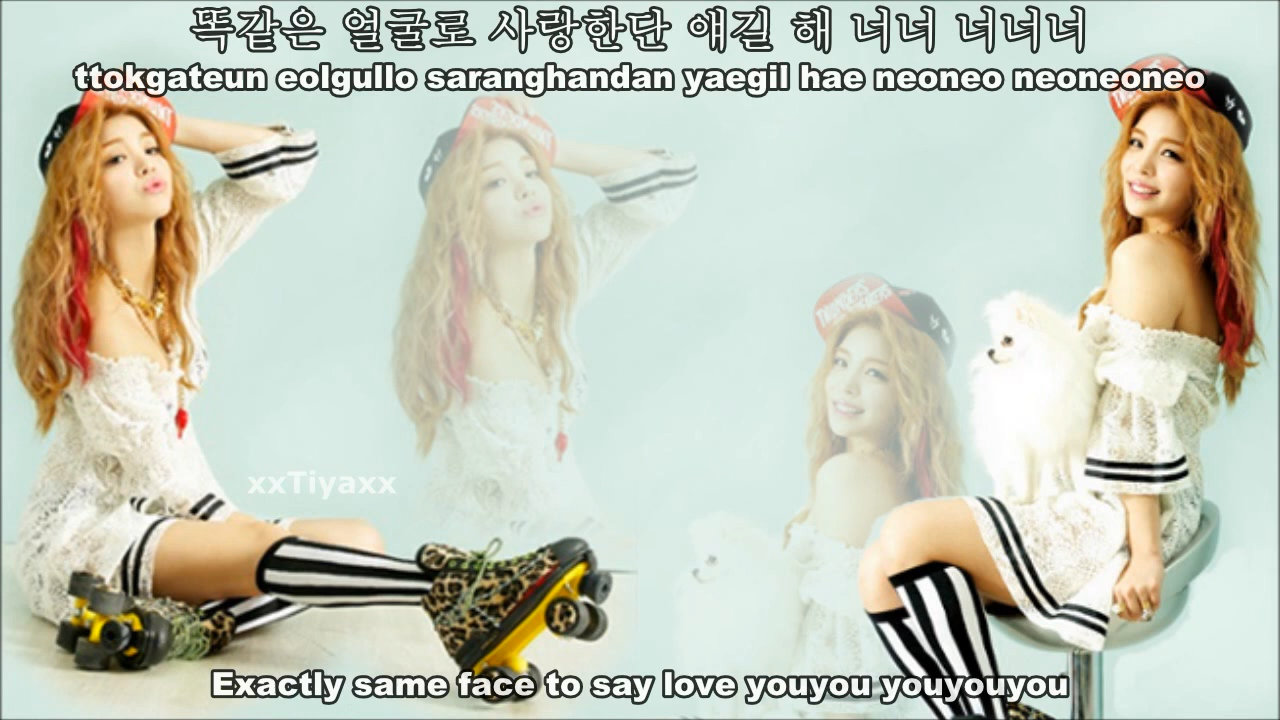 똑같은 얼굴로 사랑한단 얘길 해 너너 너너너
ttokgateun eolgullo saranghandan yaegil hae neoneo neoneoneo
xxTiyaxx
Exactly same face to say love youyou youyouyou